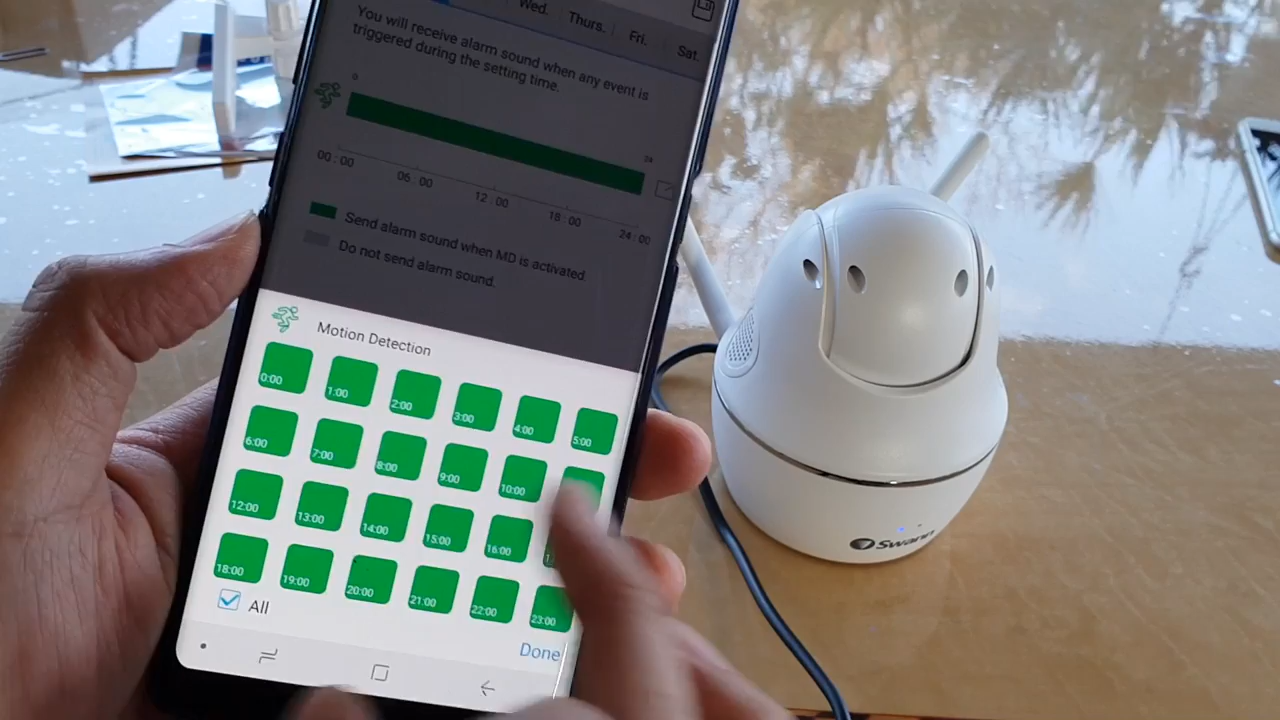 Wed. Thurs. Fri. Sat.
You will receive alarm sound when any event is
triggered during the setting time.
0
24
00:00 06:00 12:00 18:00 24:00
Send alarm sound when MD is activated.
Do not send alarm sound.
Motion Detection
0:00 1:00 2:00 3:00 4:00 5:00
6:00 7:00 8:00 9:00 10:00
12:00 13:00 14:00 15:00 16:00
18:00 19:00 20:00 21:00 22:00 23:00
All
Done
Swann